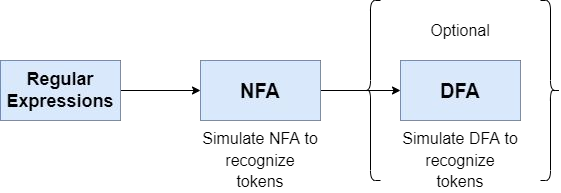 Optional
Regular
Expressions
NFA
DFA
Simulate NFA to
recognize
tokens
Simulate DFA to
recognize
tokens